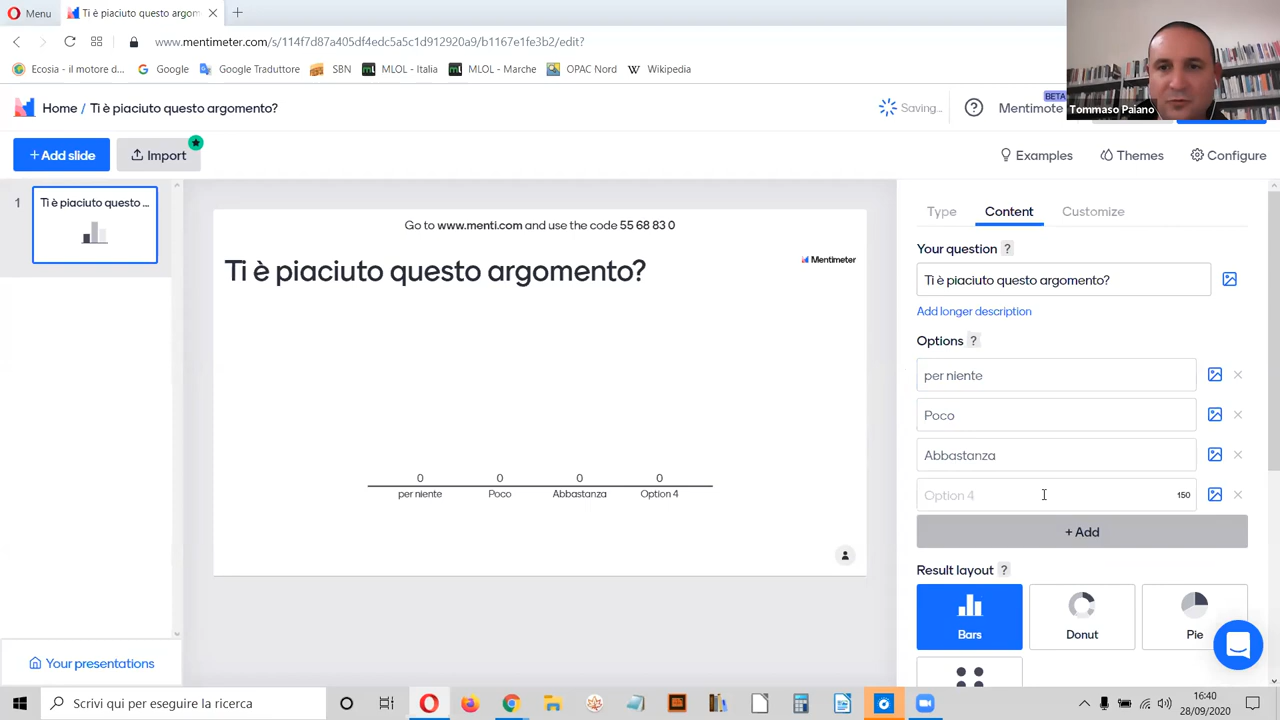 Menu
Ti è piaciuto questo argom
www.mentimeter.com/s/114f7d87a405df4edc5a5c1d912920a9/b1167e1fe3b2/edit?
Ecosia - il motore d...
Google
Google Traduttore
SBN
MLOL - Italia
MLOL - Marche
OPAC Nord
Wikipedia
Tommaso Paiano
Home / Ti è piaciuto questo argomento?
Saving...
Mentimote
BETA
+ Add slide
Import
Examples
Themes
Configure
1
Ti è piaciuto questo ...
Go to www.menti.com and use the code 55 68 83 0
Ti è piaciuto questo argomento?
Mentimeter
0 0 0 0
per niente Poco Abbastanza Option 4
Type
Content
Customize
Your question ?
Ti è piaciuto questo argomento?
Add longer description
Options ?
per niente
Poco
Abbastanza
Option 4
150
+ Add
Result layout ?
Bars
Donut
Pie
Your presentations
Scrivi qui per eseguire la ricerca
16:40
28/09/2020